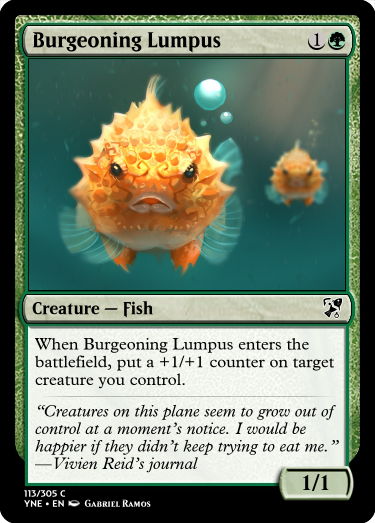 Burgeoning Lumpus 1
Creature — Fish
When Burgeoning Lumpus enters the
battlefield, put a +1/+1 counter on target
creature you control.
“Creatures on this plane seem to grow out of
control at a moment’s notice. I would be
happier if they didn’t keep trying to eat me.”
—Vivien Reid’s journal
1/1
113/305 C
YNE • EN Gabriel Ramos